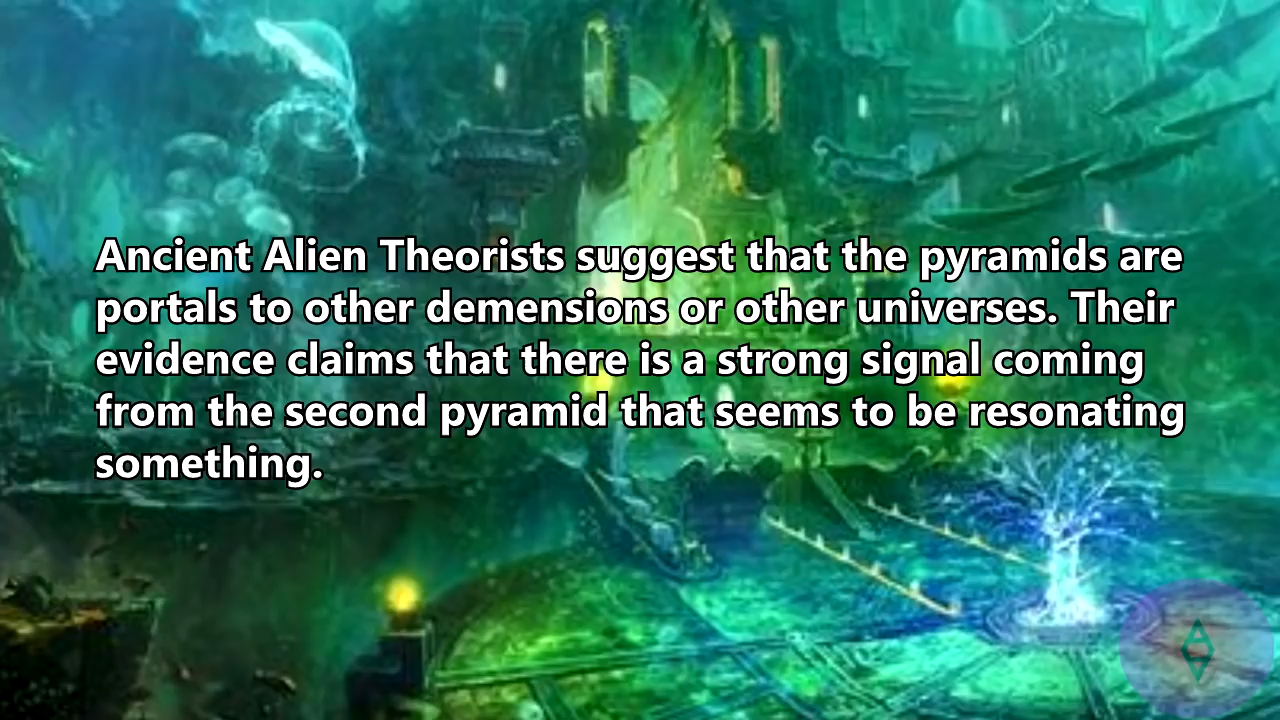 Ancient Alien Theorists suggest that the pyramids are
portals to other demensions or other universes. Their
evidence claims that there is a strong signal coming
from the second pyramid that seems to be resonating
something.